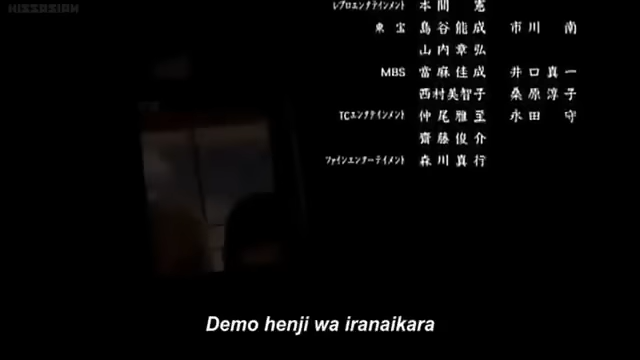 KISSASIAN
レプロエンタテインメント 本間 憲
東宝 鳥谷能成 市川 南
山内章弘
MBS 當麻佳成 井口真一
西村美智子 桑原淳子
TCエンタテインメント 仲尾雅至 永田 守
齋藤俊介
ファインエンターテイメント 森川真行
Demo henji wa iranaikara